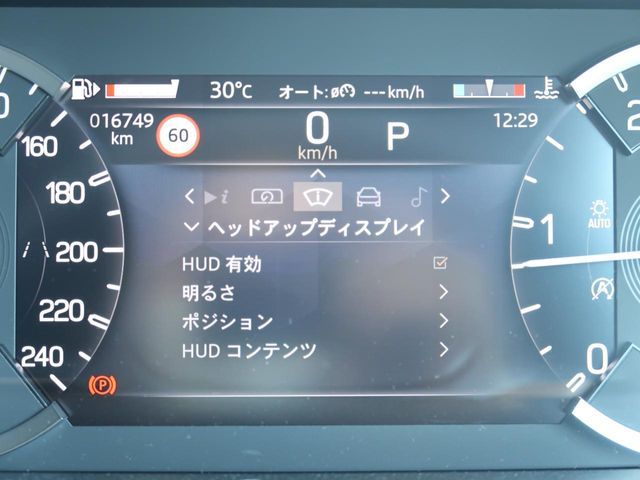 30°C オート: ---km/h
016749 km 60 0 km/h P 12:29
i
ヘッドアップディスプレイ
HUD 有効
明るさ
ポジション
HUD コンテンツ
160
180
200
220
240
P
1
0
AUTO
A